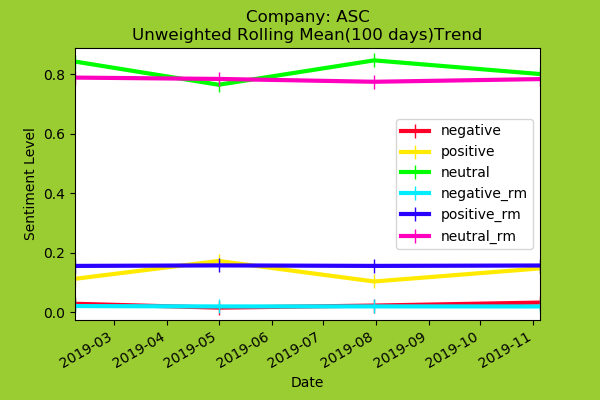 Company: ASC
Unweighted Rolling Mean(100 days)Trend
Sentiment Level
0.8
0.6
0.4
0.2
0.0
negative
positive
neutral
negative_rm
positive_rm
neutral_rm
2019-03
2019-04
2019-05
2019-06
2019-07
2019-08
2019-09
2019-10
2019-11
Date